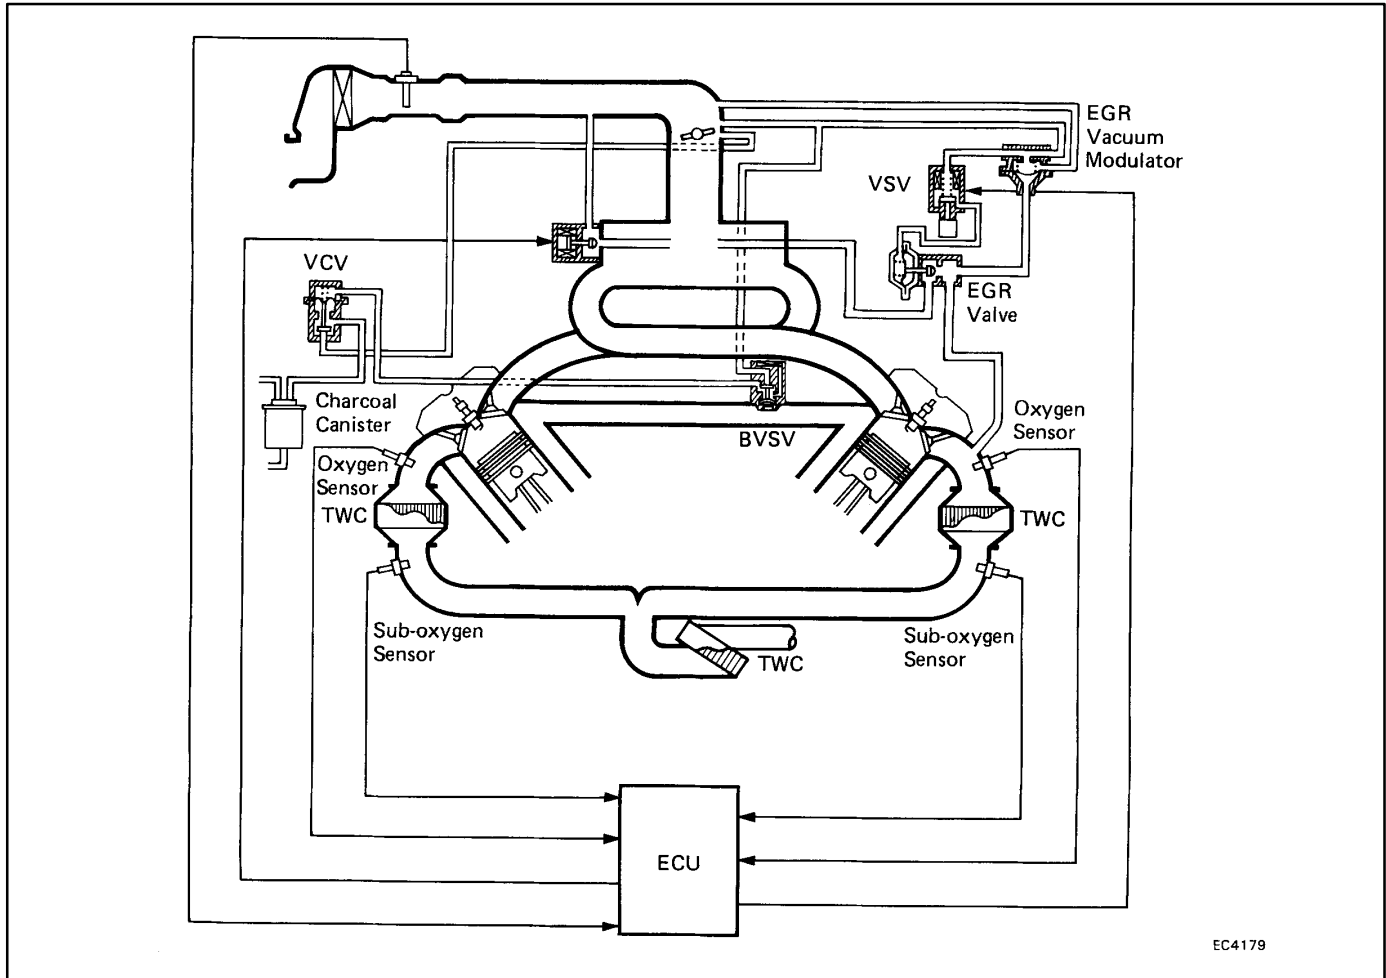 EGR
Vacuum
Modulator
VSV
VCV
EGR
Valve
Charcoal
Canister
BVSV
Oxygen
Sensor
Oxygen
Sensor
TWC
TWC
Sub-oxygen
Sensor
Sub-oxygen
Sensor
TWC
ECU
EC4179